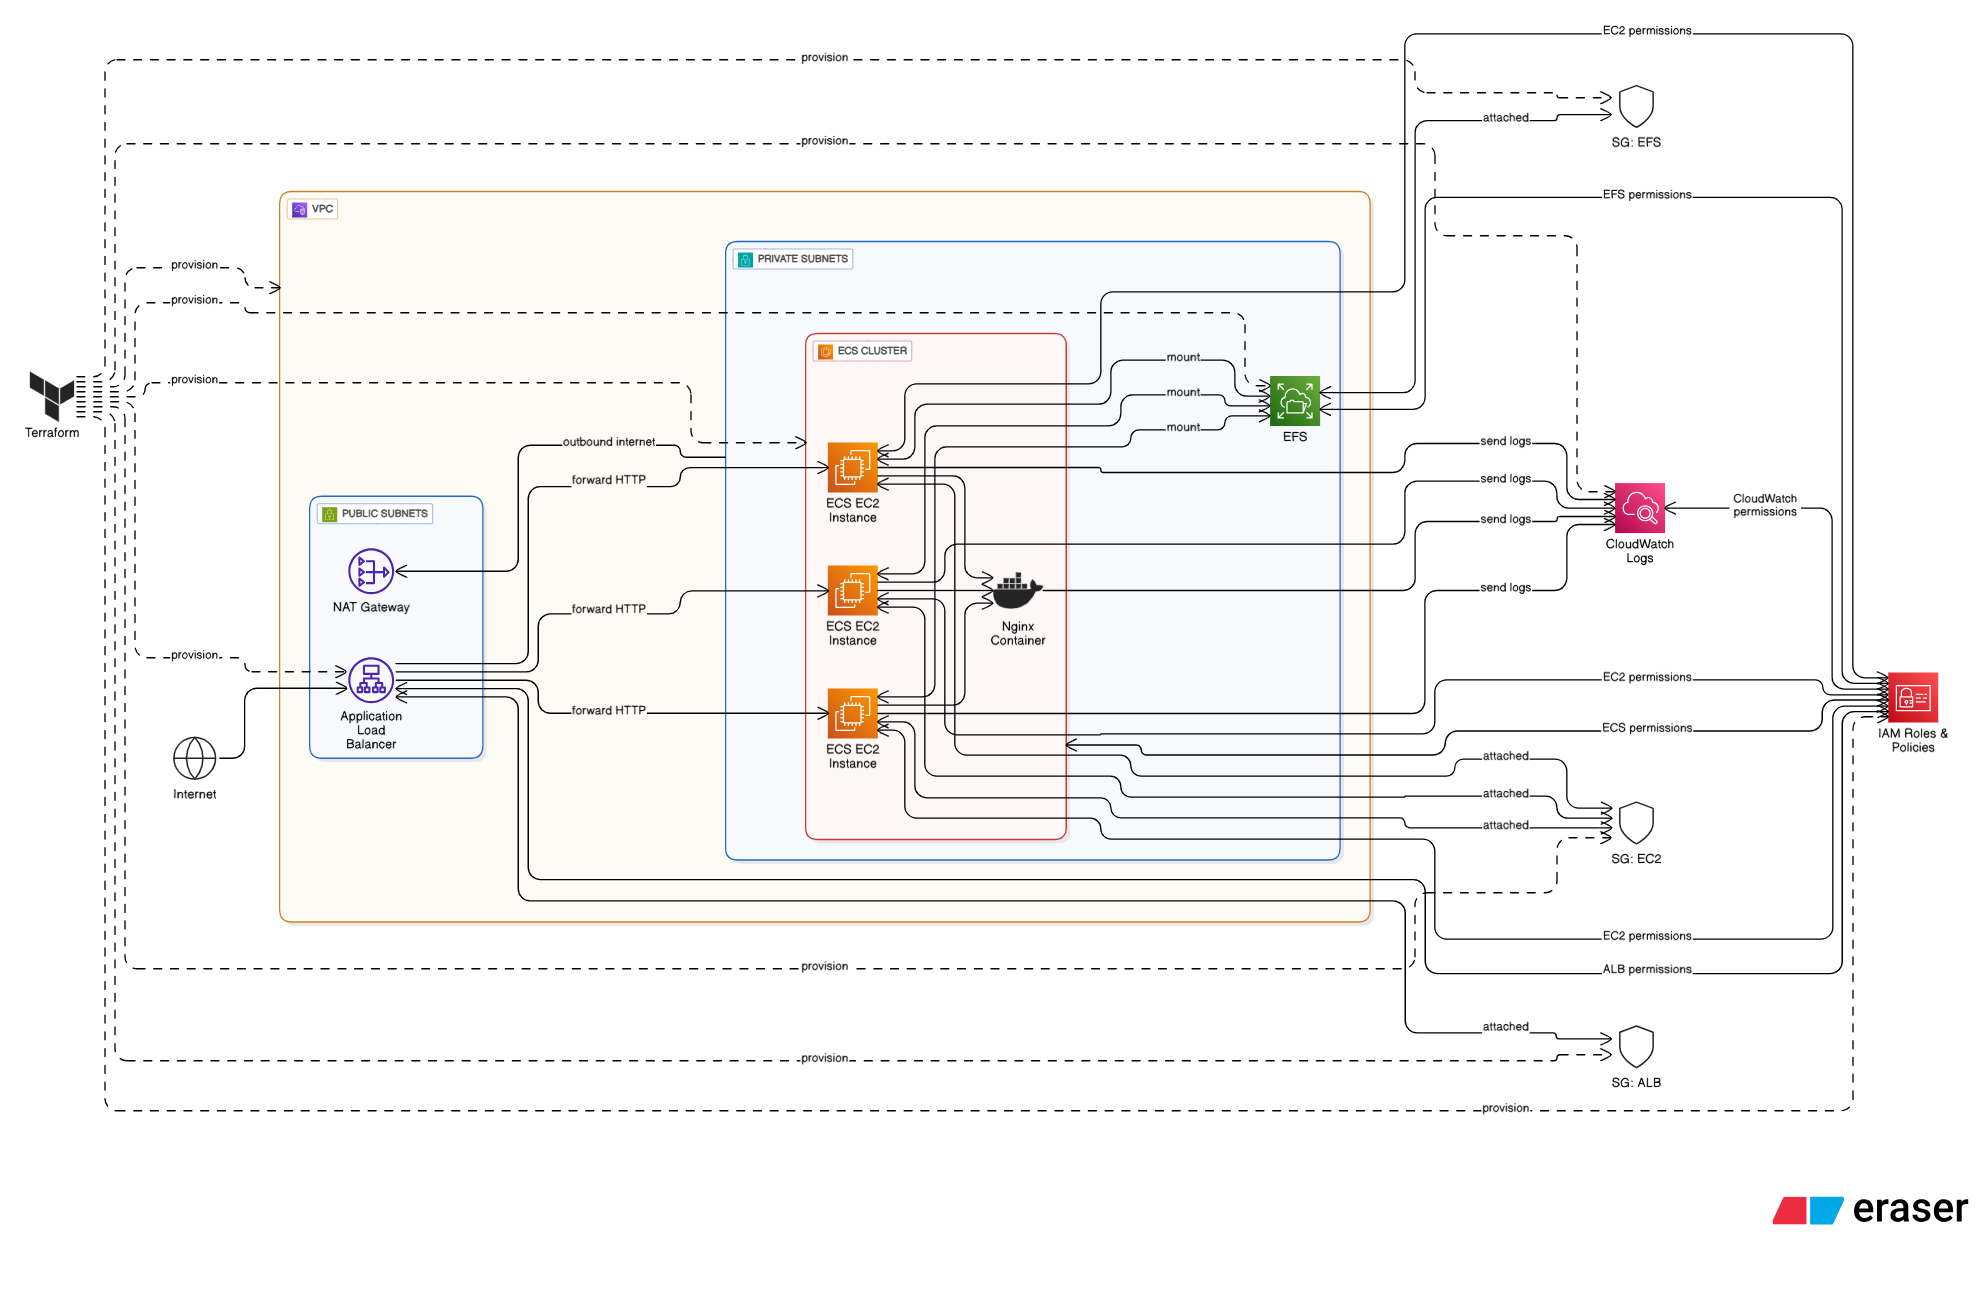 EC2 permissions
provision
SG: EFS
attached
provision
EFS permissions
VPC
PRIVATE SUBNETS
provision
provision
ECS CLUSTER
mount
provision
mount
mount
EFS
Terraform
outbound internet
send logs
forward HTTP
send logs
ECS EC2
Instance
send logs
CloudWatch
permissions
CloudWatch
Logs
PUBLIC SUBNETS
NAT Gateway
forward HTTP
send logs
ECS EC2
Instance
Nginx
Container
provision
Application
Load
Balancer
forward HTTP
ECS EC2
Instance
EC2 permissions
ECS permissions
IAM Roles &
Policies
attached
Internet
attached
attached
SG: EC2
EC2 permissions
provision
ALB permissions
attached
provision
SG: ALB
provision
eraser